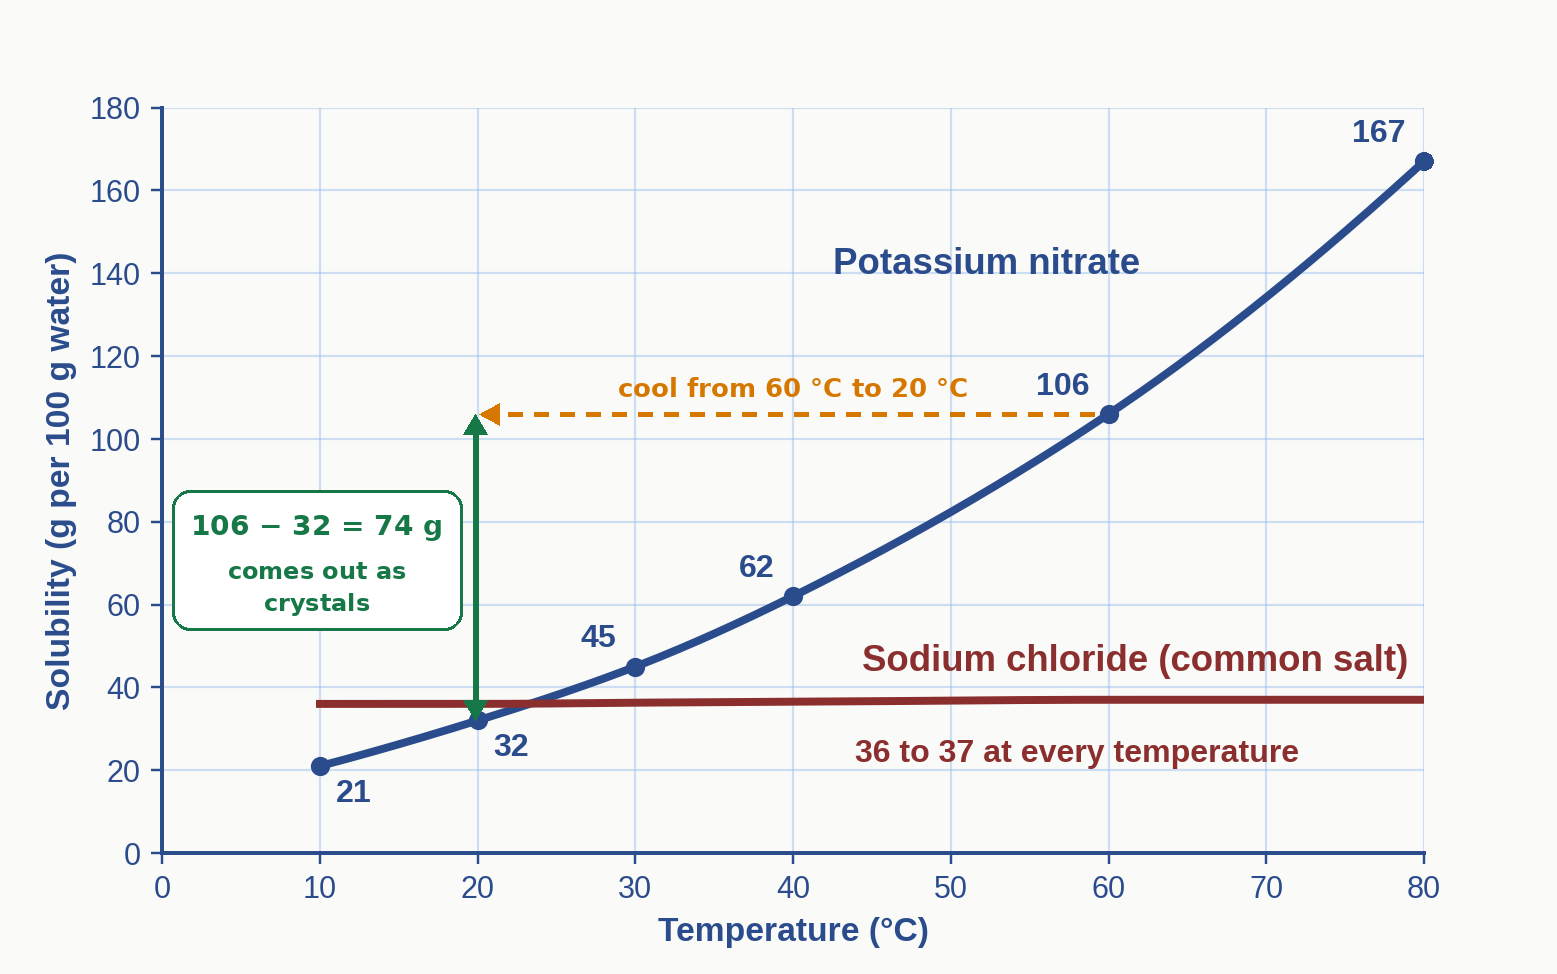 180
167
160
Potassium nitrate
140
120
cool from 60 °C to 20 °C
106
100
106 − 32 = 74 g
comes out as
crystals
80
62
60
45
Sodium chloride (common salt)
40
32
36 to 37 at every temperature
20
21
0
0 10 20 30 40 50 60 70 80
Temperature (°C)
Solubility (g per 100 g water)